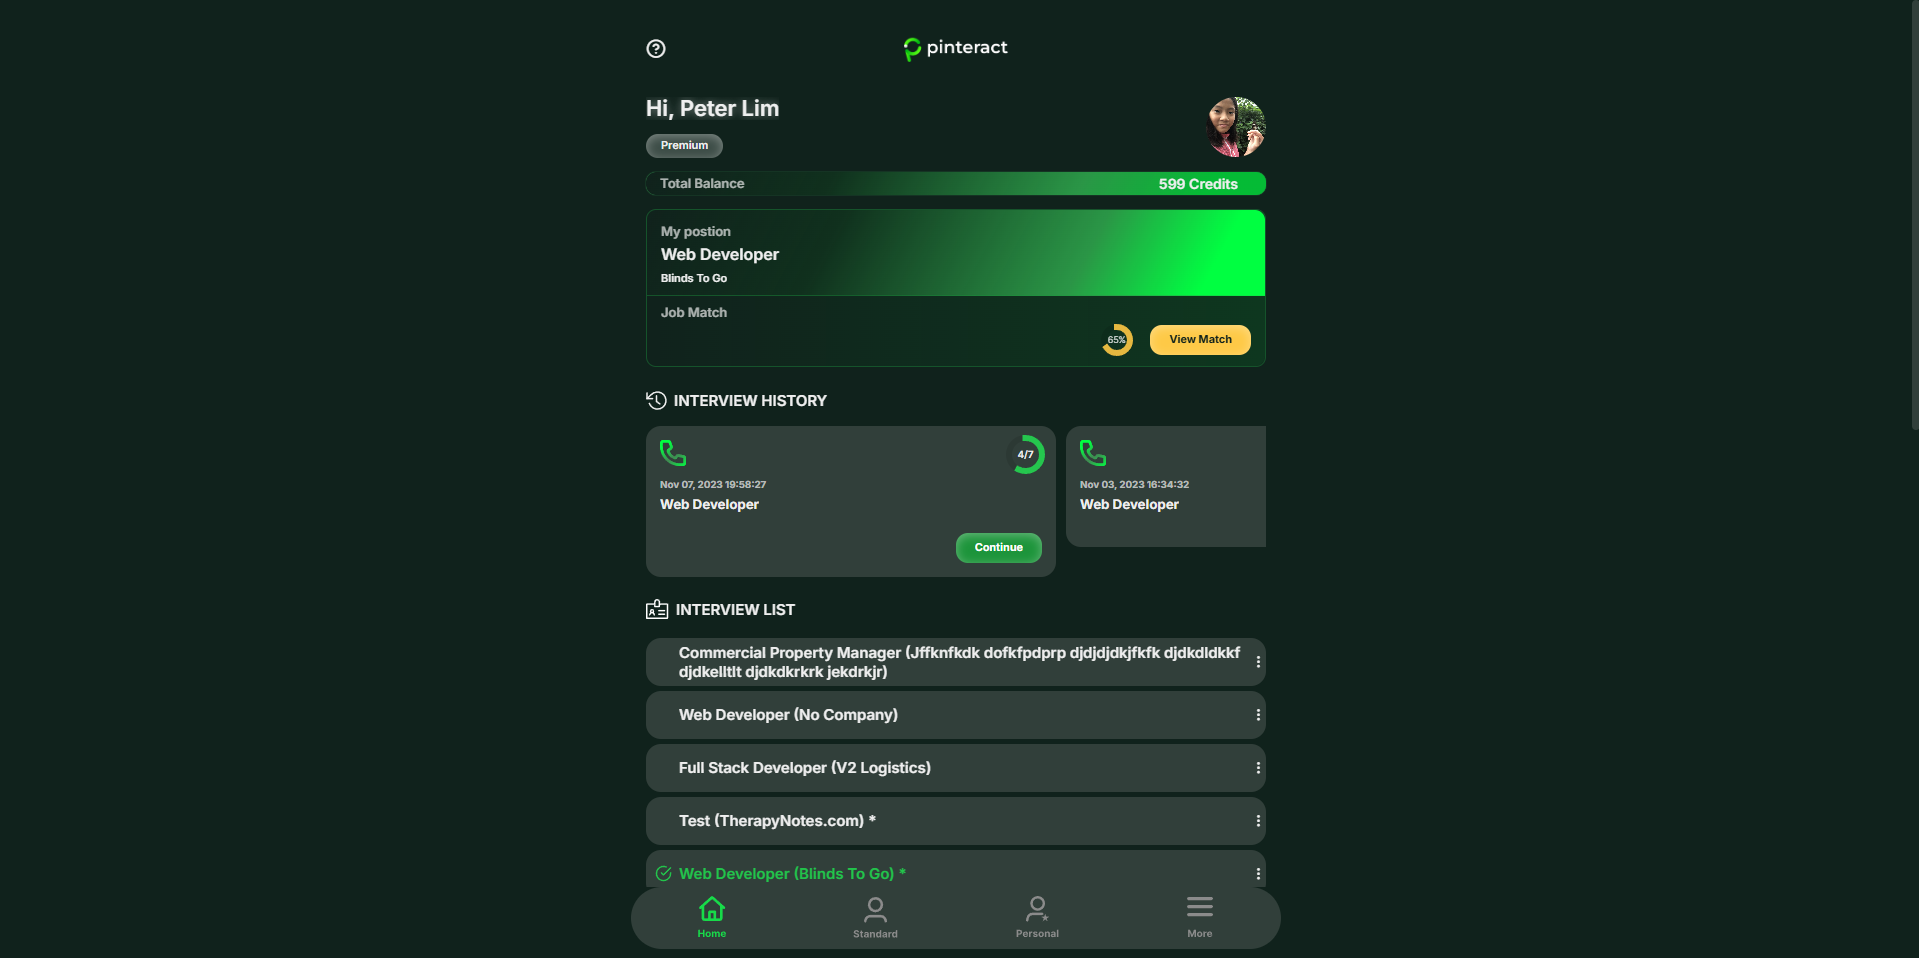 pinteract
Hi, Peter Lim
Premium
Total Balance
599 Credits
My postion
Web Developer
Blinds To Go
Job Match
65%
View Match
INTERVIEW HISTORY
4/7
Nov 07, 2023 19:58:27
Web Developer
Continue
Nov 03, 2023 16:34:32
Web Developer
INTERVIEW LIST
Commercial Property Manager (Jffknfkdk dofkfpdprp djdjdjdkjfkfk djdkdldkkf
djdkelltlt djdkdkrkrk jekdrkjr)
Web Developer (No Company)
Full Stack Developer (V2 Logistics)
Test (TherapyNotes.com) *
Web Developer (Blinds To Go) *
Home
Standard
Personal
More